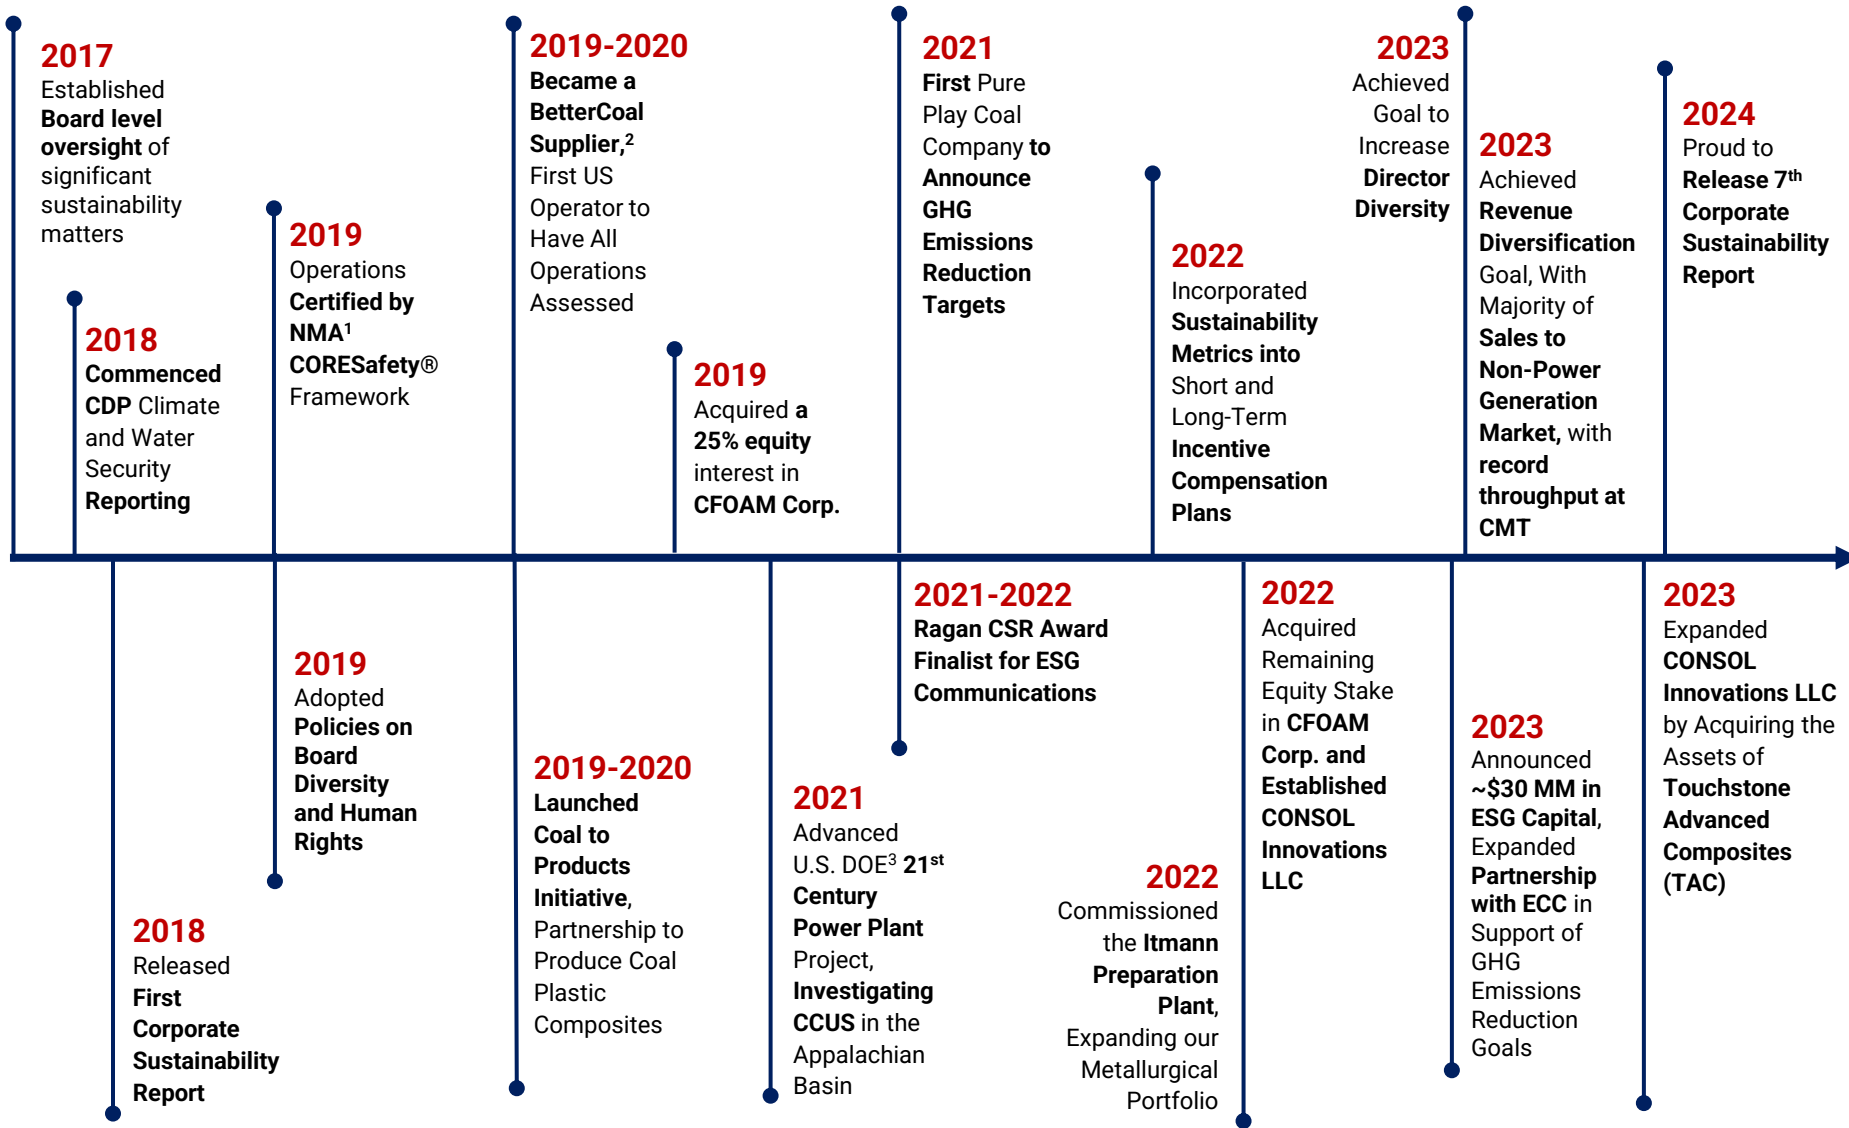 2017
Established
Board level
oversight of
significant
sustainability
matters
2018
Commenced
CDP Climate
and Water
Security
Reporting
2019
Operations
Certified by
NMA¹
CORESafety®
Framework
2019-2020
Became a
BetterCoal
Supplier,²
First US
Operator to
Have All
Operations
Assessed
2019
Acquired a
25% equity
interest in
CFOAM Corp.
2021
First Pure
Play Coal
Company to
Announce
GHG
Emissions
Reduction
Targets
2022
Incorporated
Sustainability
Metrics into
Short and
Long-Term
Incentive
Compensation
Plans
2023
Achieved
Goal to
Increase
Director
Diversity
2023
Achieved
Revenue
Diversification
Goal, With
Majority of
Sales to
Non-Power
Generation
Market, with
record
throughput at
CMT
2024
Proud to
Release 7th
Corporate
Sustainability
Report
2018
Released
First
Corporate
Sustainability
Report
2019
Adopted
Policies on
Board
Diversity
and Human
Rights
2019-2020
Launched
Coal to
Products
Initiative,
Partnership to
Produce Coal
Plastic
Composites
2021
Advanced
U.S. DOE³ 21st
Century
Power Plant
Project,
Investigating
CCUS in the
Appalachian
Basin
2021-2022
Ragan CSR Award
Finalist for ESG
Communications
2022
Commissioned
the Itmann
Preparation
Plant,
Expanding our
Metallurgical
Portfolio
2022
Acquired
Remaining
Equity Stake
in CFOAM
Corp. and
Established
CONSOL
Innovations
LLC
2023
Announced
~$30 MM in
ESG Capital,
Expanded
Partnership
with ECC in
Support of
GHG
Emissions
Reduction
Goals
2023
Expanded
CONSOL
Innovations LLC
by Acquiring the
Assets of
Touchstone
Advanced
Composites
(TAC)